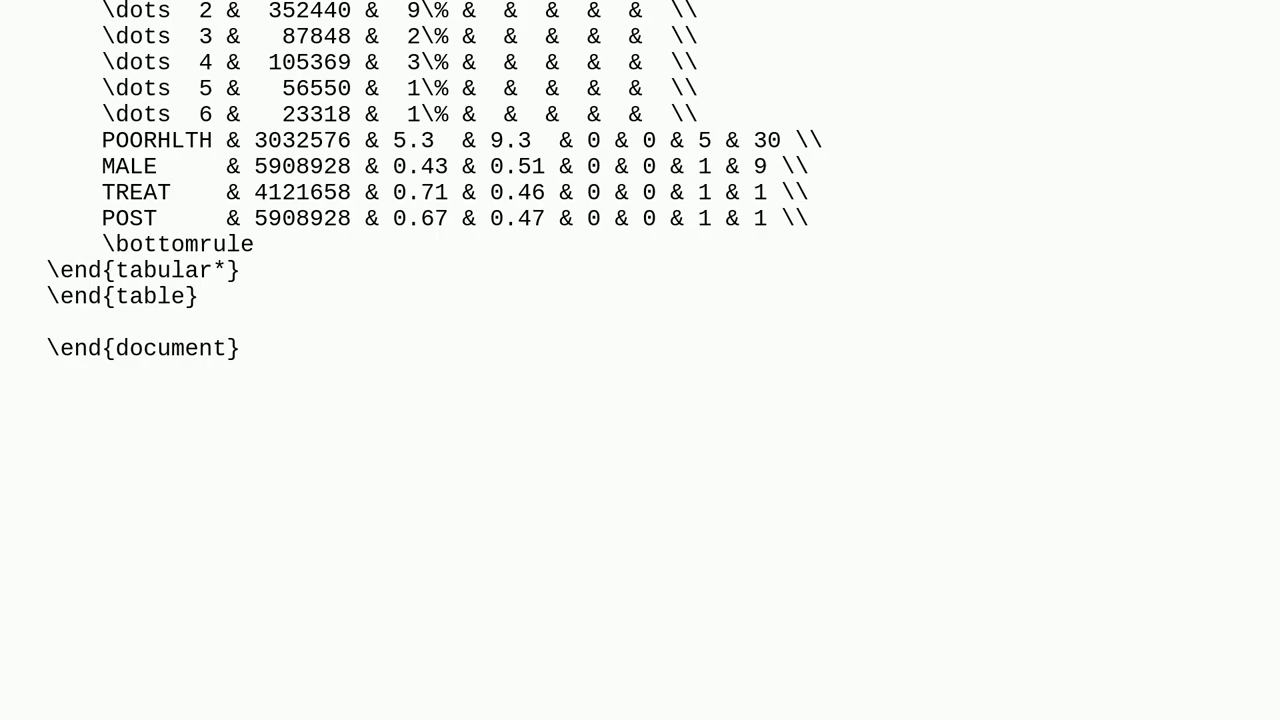 \dots  2 &  352440 &  9\% &  &  &  &  &  \\
\dots  3 &   87848 &  2\% &  &  &  &  &  \\
\dots  4 &  105369 &  3\% &  &  &  &  &  \\
\dots  5 &   56550 &  1\% &  &  &  &  &  \\
\dots  6 &   23318 &  1\% &  &  &  &  &  \\
POORHLTH & 3032576 & 5.3  & 9.3  & 0 & 0 & 5 & 30 \\
MALE     & 5908928 & 0.43 & 0.51 & 0 & 0 & 1 & 9 \\
TREAT    & 4121658 & 0.71 & 0.46 & 0 & 0 & 1 & 1 \\
POST     & 5908928 & 0.67 & 0.47 & 0 & 0 & 1 & 1 \\
\bottomrule
\end{tabular*}
\end{table}
\end{document}